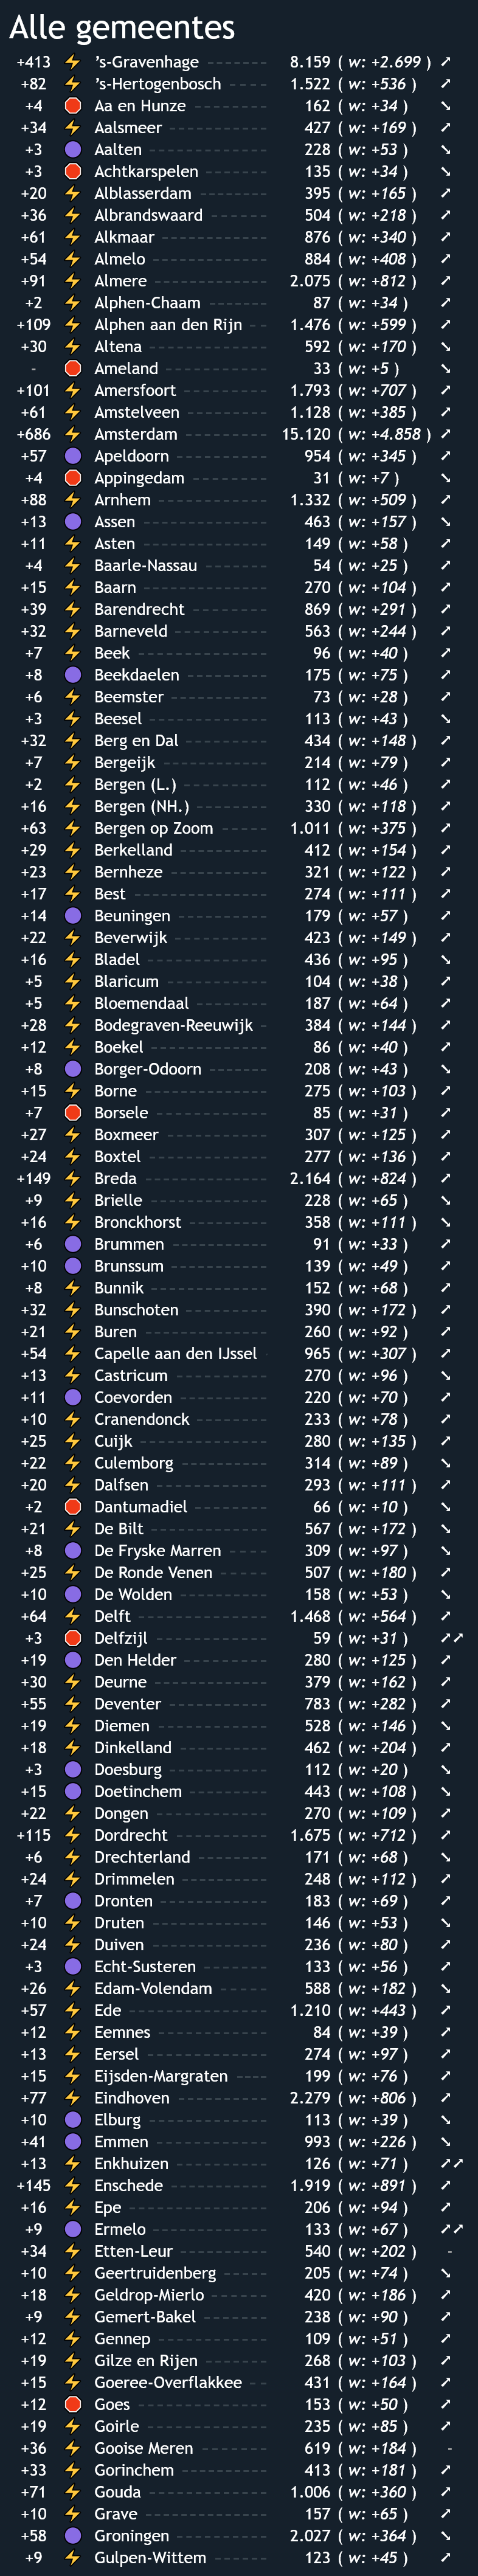 Alle gemeentes
+413 ⚡ 's-Gravenhage 8.159 ( w: +2.699 ) ↗
+82 ⚡ 's-Hertogenbosch 1.522 ( w: +536 ) ↗
+4 🛑 Aa en Hunze 162 ( w: +34 ) ↘
+34 ⚡ Aalsmeer 427 ( w: +169 ) ↗
+3 🟣 Aalten 228 ( w: +53 ) ↘
+3 🛑 Achtkarspelen 135 ( w: +34 ) ↘
+20 ⚡ Alblasserdam 395 ( w: +165 ) ↗
+36 ⚡ Albrandswaard 504 ( w: +218 ) ↗
+61 ⚡ Alkmaar 876 ( w: +340 ) ↗
+54 ⚡ Almelo 884 ( w: +408 ) ↗
+91 ⚡ Almere 2.075 ( w: +812 ) ↗
+2 ⚡ Alphen-Chaam 87 ( w: +34 ) ↗
+109 ⚡ Alphen aan den Rijn 1.476 ( w: +599 ) ↗
+30 ⚡ Altena 592 ( w: +170 ) ↘
- 🛑 Ameland 33 ( w: +5 ) ↘
+101 ⚡ Amersfoort 1.793 ( w: +707 ) ↗
+61 ⚡ Amstelveen 1.128 ( w: +385 ) ↗
+686 ⚡ Amsterdam 15.120 ( w: +4.858 ) ↗
+57 🟣 Apeldoorn 954 ( w: +345 ) ↗
+4 🛑 Appingedam 31 ( w: +7 ) ↘
+88 ⚡ Arnhem 1.332 ( w: +509 ) ↗
+13 🟣 Assen 463 ( w: +157 ) ↘
+11 ⚡ Asten 149 ( w: +58 ) ↗
+4 ⚡ Baarle-Nassau 54 ( w: +25 ) ↗
+15 ⚡ Baarn 270 ( w: +104 ) ↗
+39 ⚡ Barendrecht 869 ( w: +291 ) ↗
+32 ⚡ Barneveld 563 ( w: +244 ) ↗
+7 ⚡ Beek 96 ( w: +40 ) ↗
+8 🟣 Beekdaelen 175 ( w: +75 ) ↗
+6 ⚡ Beemster 73 ( w: +28 ) ↗
+3 ⚡ Beesel 113 ( w: +43 ) ↘
+32 ⚡ Berg en Dal 434 ( w: +148 ) ↗
+7 ⚡ Bergeijk 214 ( w: +79 ) ↗
+2 ⚡ Bergen (L.) 112 ( w: +46 ) ↗
+16 ⚡ Bergen (NH.) 330 ( w: +118 ) ↗
+63 ⚡ Bergen op Zoom 1.011 ( w: +375 ) ↗
+29 ⚡ Berkelland 412 ( w: +154 ) ↗
+23 ⚡ Bernheze 321 ( w: +122 ) ↗
+17 ⚡ Best 274 ( w: +111 ) ↗
+14 🟣 Beuningen 179 ( w: +57 ) ↗
+22 ⚡ Beverwijk 423 ( w: +149 ) ↗
+16 ⚡ Bladel 436 ( w: +95 ) ↘
+5 ⚡ Blaricum 104 ( w: +38 ) ↗
+5 ⚡ Bloemendaal 187 ( w: +64 ) ↗
+28 ⚡ Bodegraven-Reeuwijk 384 ( w: +144 ) ↗
+12 ⚡ Boekel 86 ( w: +40 ) ↗
+8 🟣 Borger-Odoorn 208 ( w: +43 ) ↘
+15 ⚡ Borne 275 ( w: +103 ) ↗
+7 🛑 Borsele 85 ( w: +31 ) ↗
+27 ⚡ Boxmeer 307 ( w: +125 ) ↗
+24 ⚡ Boxtel 277 ( w: +136 ) ↗
+149 ⚡ Breda 2.164 ( w: +824 ) ↗
+9 ⚡ Brielle 228 ( w: +65 ) ↘
+16 ⚡ Bronckhorst 358 ( w: +111 ) ↘
+6 🟣 Brummen 91 ( w: +33 ) ↗
+10 🟣 Brunssum 139 ( w: +49 ) ↗
+8 ⚡ Bunnik 152 ( w: +68 ) ↗
+32 ⚡ Bunschoten 390 ( w: +172 ) ↗
+21 ⚡ Buren 260 ( w: +92 ) ↗
+54 ⚡ Capelle aan den IJssel 965 ( w: +307 ) ↗
+13 ⚡ Castricum 270 ( w: +96 ) ↘
+11 🟣 Coevorden 220 ( w: +70 ) ↗
+10 ⚡ Cranendonck 233 ( w: +78 ) ↗
+25 ⚡ Cuijk 280 ( w: +135 ) ↗
+22 ⚡ Culemborg 314 ( w: +89 ) ↘
+20 ⚡ Dalfsen 293 ( w: +111 ) ↗
+2 🛑 Dantumadiel 66 ( w: +10 ) ↘
+21 ⚡ De Bilt 567 ( w: +172 ) ↘
+8 🟣 De Fryske Marren 309 ( w: +97 ) ↘
+25 ⚡ De Ronde Venen 507 ( w: +180 ) ↗
+10 🟣 De Wolden 158 ( w: +53 ) ↘
+64 ⚡ Delft 1.468 ( w: +564 ) ↗
+3 🛑 Delfzijl 59 ( w: +31 ) ↗↗
+19 🟣 Den Helder 280 ( w: +125 ) ↗
+30 ⚡ Deurne 379 ( w: +162 ) ↗
+55 ⚡ Deventer 783 ( w: +282 ) ↗
+19 ⚡ Diemen 528 ( w: +146 ) ↘
+18 ⚡ Dinkelland 462 ( w: +204 ) ↗
+3 🟣 Doesburg 112 ( w: +20 ) ↘
+15 🟣 Doetinchem 443 ( w: +108 ) ↘
+22 ⚡ Dongen 270 ( w: +109 ) ↗
+115 ⚡ Dordrecht 1.675 ( w: +712 ) ↗
+6 ⚡ Drechterland 171 ( w: +68 ) ↘
+24 ⚡ Drimmelen 248 ( w: +112 ) ↗
+7 🟣 Dronten 183 ( w: +69 ) ↗
+10 ⚡ Druten 146 ( w: +53 ) ↘
+24 ⚡ Duiven 236 ( w: +80 ) ↗
+3 🟣 Echt-Susteren 133 ( w: +56 ) ↗
+26 ⚡ Edam-Volendam 588 ( w: +182 ) ↘
+57 ⚡ Ede 1.210 ( w: +443 ) ↗
+12 ⚡ Eemnes 84 ( w: +39 ) ↗
+13 ⚡ Eersel 274 ( w: +97 ) ↗
+15 ⚡ Eijsden-Margraten 199 ( w: +76 ) ↗
+77 ⚡ Eindhoven 2.279 ( w: +806 ) ↗
+10 🟣 Elburg 113 ( w: +39 ) ↘
+41 🟣 Emmen 993 ( w: +226 ) ↘
+13 ⚡ Enkhuizen 126 ( w: +71 ) ↗↗
+145 ⚡ Enschede 1.919 ( w: +891 ) ↗
+16 ⚡ Epe 206 ( w: +94 ) ↗
+9 🟣 Ermelo 133 ( w: +67 ) ↗↗
+34 ⚡ Etten-Leur 540 ( w: +202 ) -
+10 ⚡ Geertruidenberg 205 ( w: +74 ) ↘
+18 ⚡ Geldrop-Mierlo 420 ( w: +186 ) ↗
+9 ⚡ Gemert-Bakel 238 ( w: +90 ) ↗
+12 ⚡ Gennep 109 ( w: +51 ) ↗
+19 ⚡ Gilze en Rijen 268 ( w: +103 ) ↗
+15 ⚡ Goeree-Overflakkee 431 ( w: +164 ) ↗
+12 🛑 Goes 153 ( w: +50 ) ↗
+19 ⚡ Goirle 235 ( w: +85 ) ↗
+36 ⚡ Gooise Meren 619 ( w: +184 ) -
+33 ⚡ Gorinchem 413 ( w: +181 ) ↗
+71 ⚡ Gouda 1.006 ( w: +360 ) ↗
+10 ⚡ Grave 157 ( w: +65 ) ↗
+58 🟣 Groningen 2.027 ( w: +364 ) ↘
+9 ⚡ Gulpen-Wittem 123 ( w: +45 ) ↗